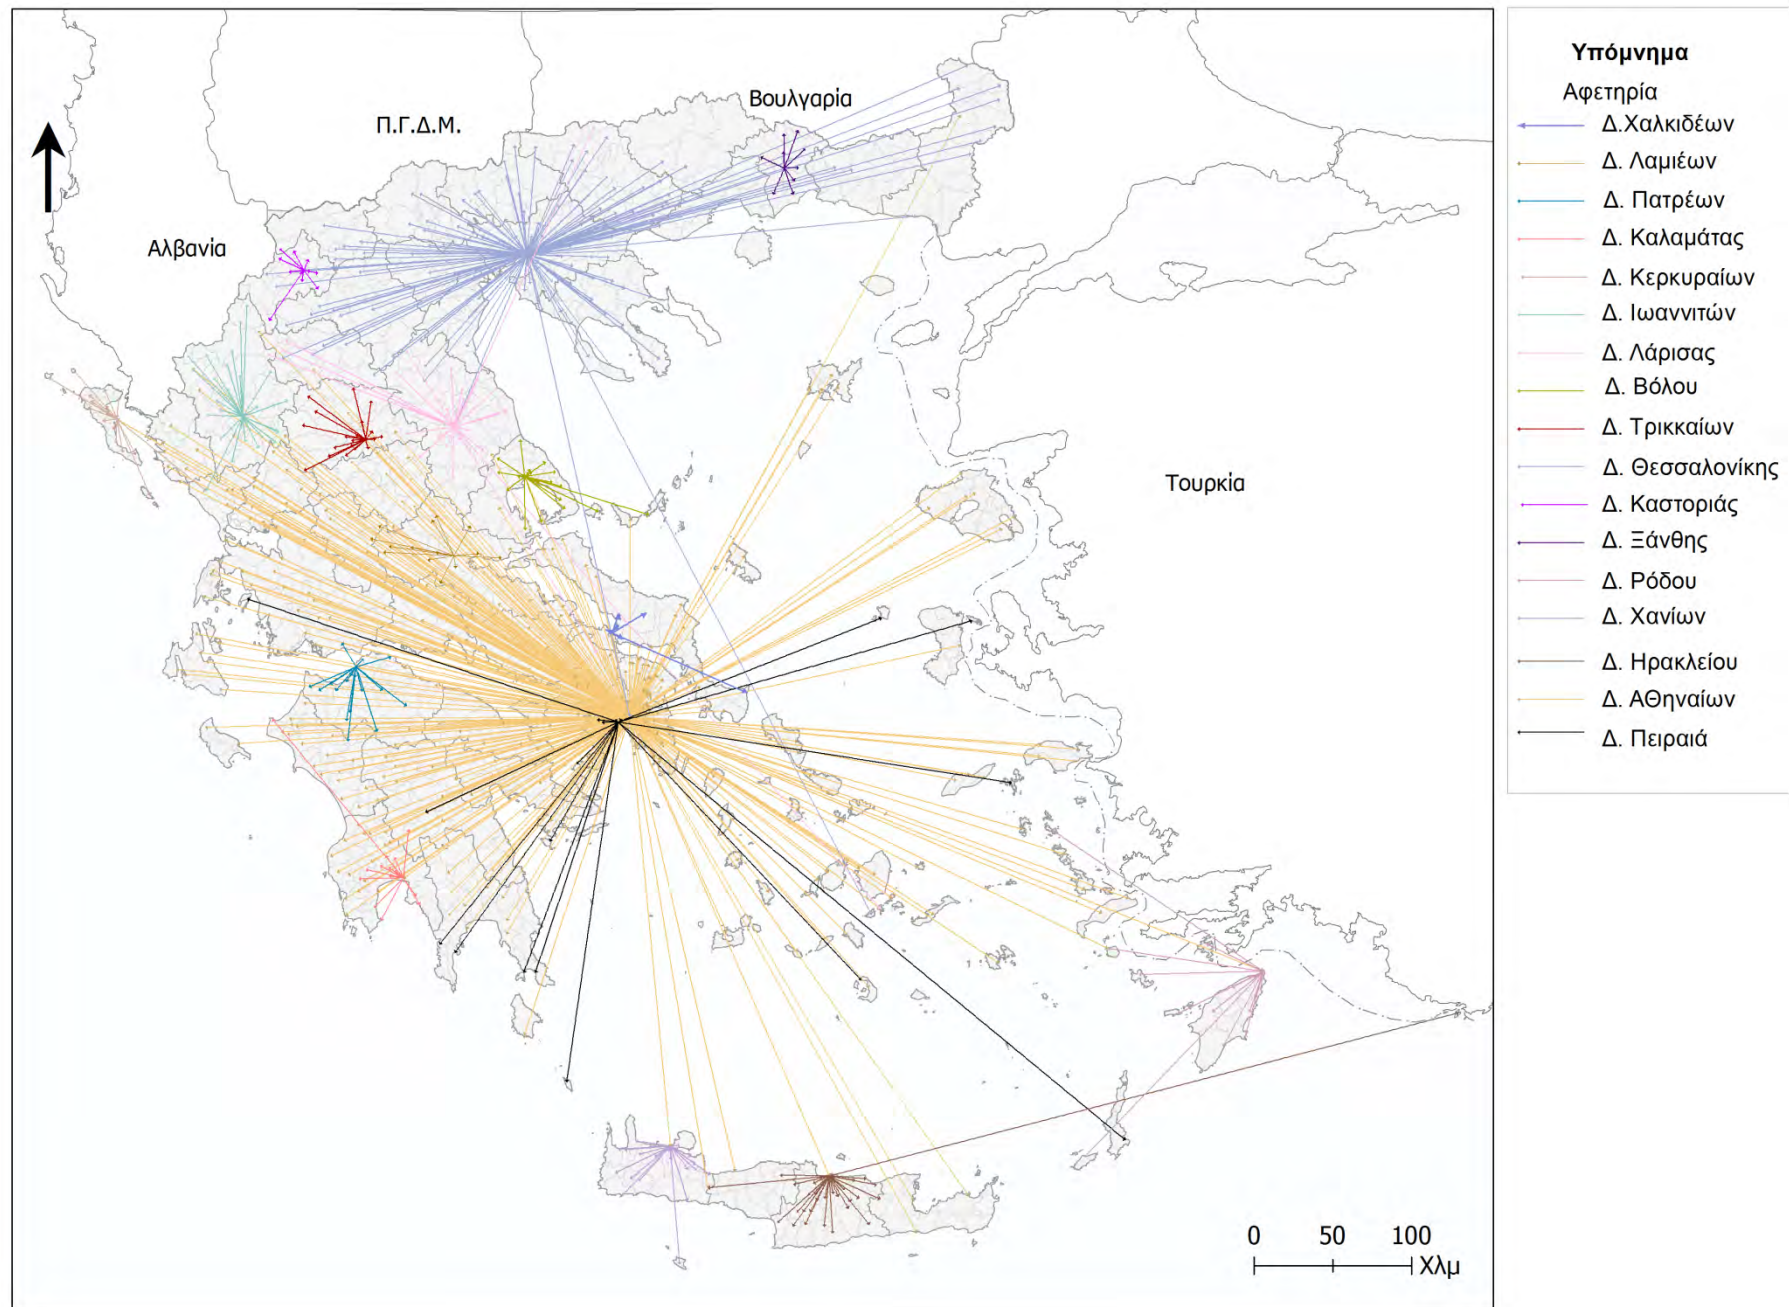 Βουλγαρία
Π.Γ.Δ.Μ.
Αλβανία
Τουρκία
0 50 100
Χλμ
Υπόμνημα
Αφετηρία
Δ.Χαλκιδέων
Δ. Λαμιέων
Δ. Πατρέων
Δ. Καλαμάτας
Δ. Κερκυραίων
Δ. Ιωαννιτών
Δ. Λάρισας
Δ. Βόλου
Δ. Τρικκαίων
Δ. Θεσσαλονίκης
Δ. Καστοριάς
Δ. Ξάνθης
Δ. Ρόδου
Δ. Χανίων
Δ. Ηρακλείου
Δ. ΑΘηναίων
Δ. Πειραιά